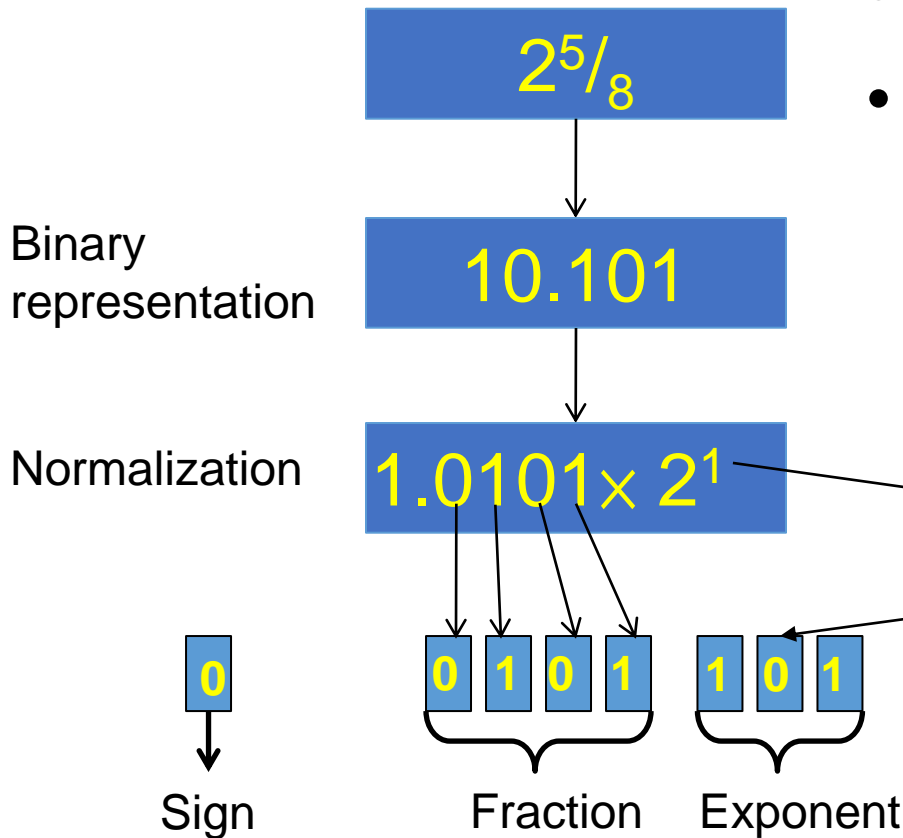 2⁵/₈
•
Binary
representation
10.101
Normalization
1.0101× 2¹
0
0 1 0 1
1 0 1
Sign
Fraction
Exponent